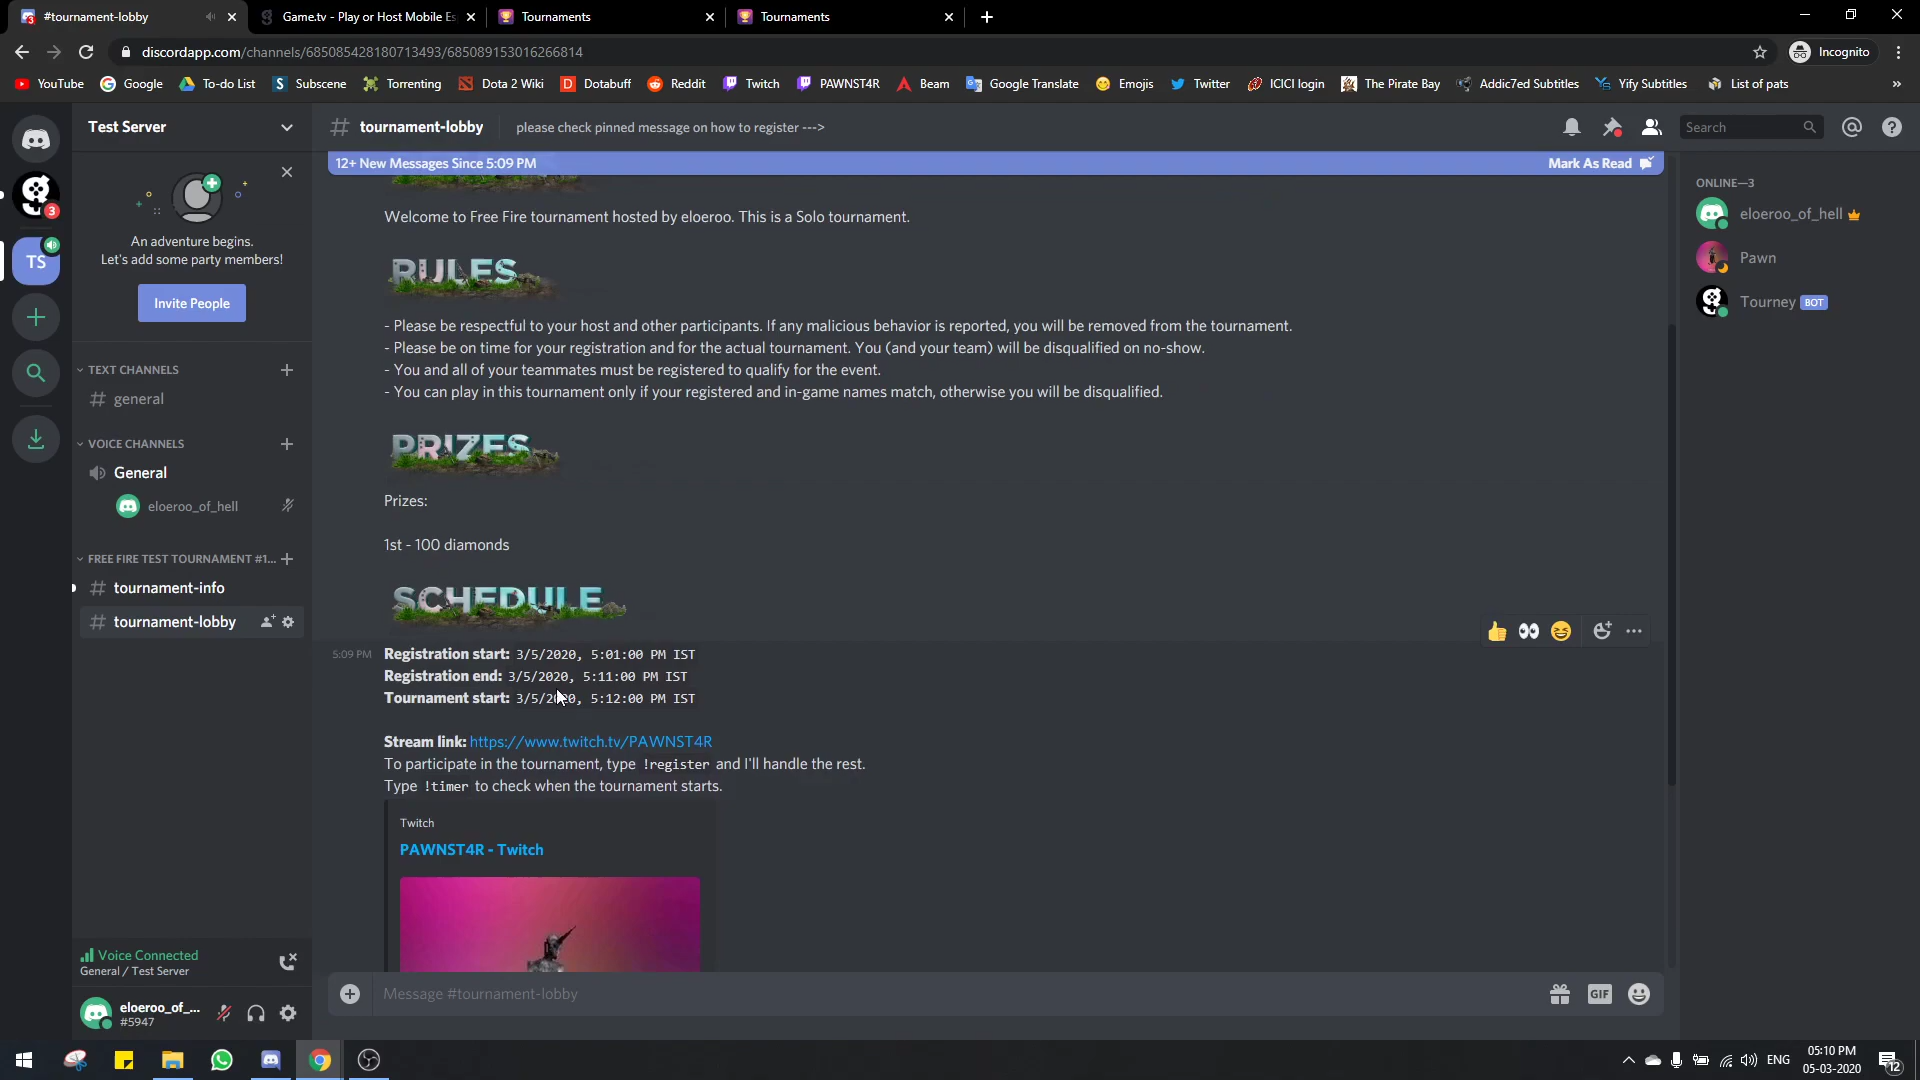 #tournament-lobby
Game.tv - Play or Host Mobile Es
Tournaments
Tournaments
discordapp.com/channels/685085428180713493/685089153016266814
Incognito
YouTube
Google
To-do List
Subscene
Torrenting
Dota 2 Wiki
Dotabuff
Reddit
Twitch
PAWNST4R
Beam
Google Translate
Emojis
Twitter
ICICI login
The Pirate Bay
Addic7ed Subtitles
Yify Subtitles
List of pats
»
Test Server
tournament-lobby
please check pinned message on how to register --->
Search
3
TS
An adventure begins.
Let's add some party members!
Invite People
TEXT CHANNELS
general
VOICE CHANNELS
General
eloeroo_of_hell
FREE FIRE TEST TOURNAMENT #1...
tournament-info
tournament-lobby
Voice Connected
General / Test Server
eloeroo_of_...
#5947
12+ New Messages Since 5:09 PM
Mark As Read
Welcome to Free Fire tournament hosted by eloeroo. This is a Solo tournament.
RULES
- Please be respectful to your host and other participants. If any malicious behavior is reported, you will be removed from the tournament.
- Please be on time for your registration and for the actual tournament. You (and your team) will be disqualified on no-show.
- You and all of your teammates must be registered to qualify for the event.
- You can play in this tournament only if your registered and in-game names match, otherwise you will be disqualified.
PRIZES
Prizes:
1st - 100 diamonds
SCHEDULE
5:09 PM Registration start: 3/5/2020, 5:01:00 PM IST
Registration end: 3/5/2020, 5:11:00 PM IST
Tournament start: 3/5/2020, 5:12:00 PM IST
Stream link: https://www.twitch.tv/PAWNST4R
To participate in the tournament, type !register and I'll handle the rest.
Type !timer to check when the tournament starts.
Twitch
PAWNST4R - Twitch
Message #tournament-lobby
GIF
ONLINE—3
eloeroo_of_hell
Pawn
Tourney BOT
ENG
05:10 PM
05-03-2020
12